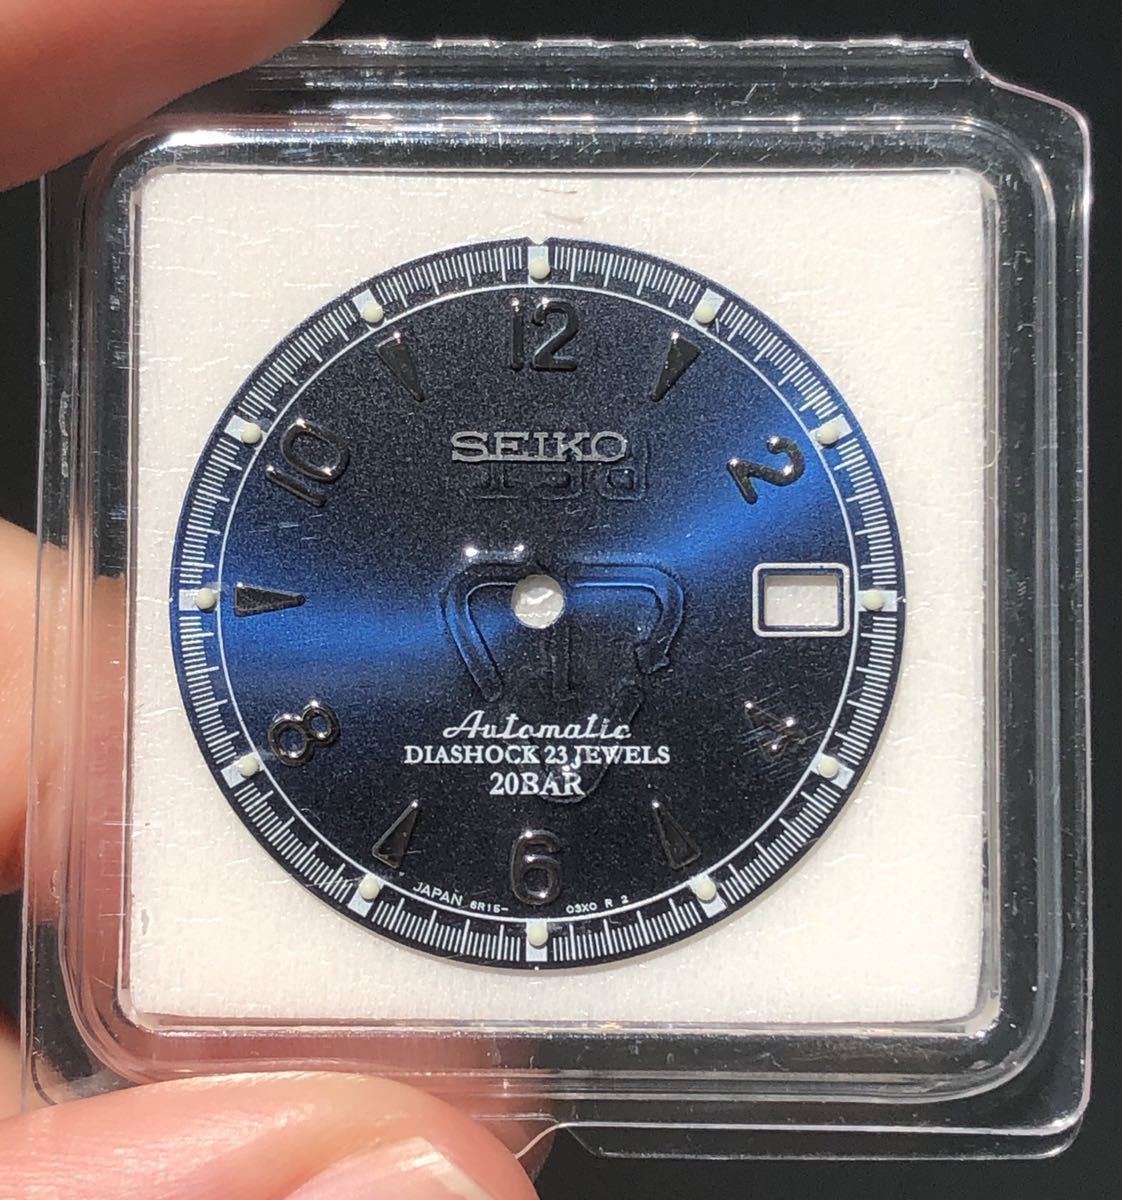 12
10
2
SEIKO
8
4
Automatic
DIASHOCK 23 JEWELS
20BAR
6
JAPAN 6R15- 03X0 R 2